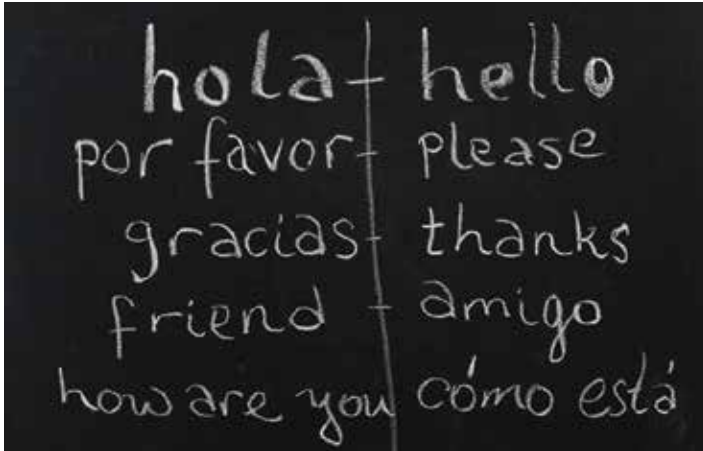 hola - hello
por favor - please
gracias - thanks
friend - amigo
how are you cómo está